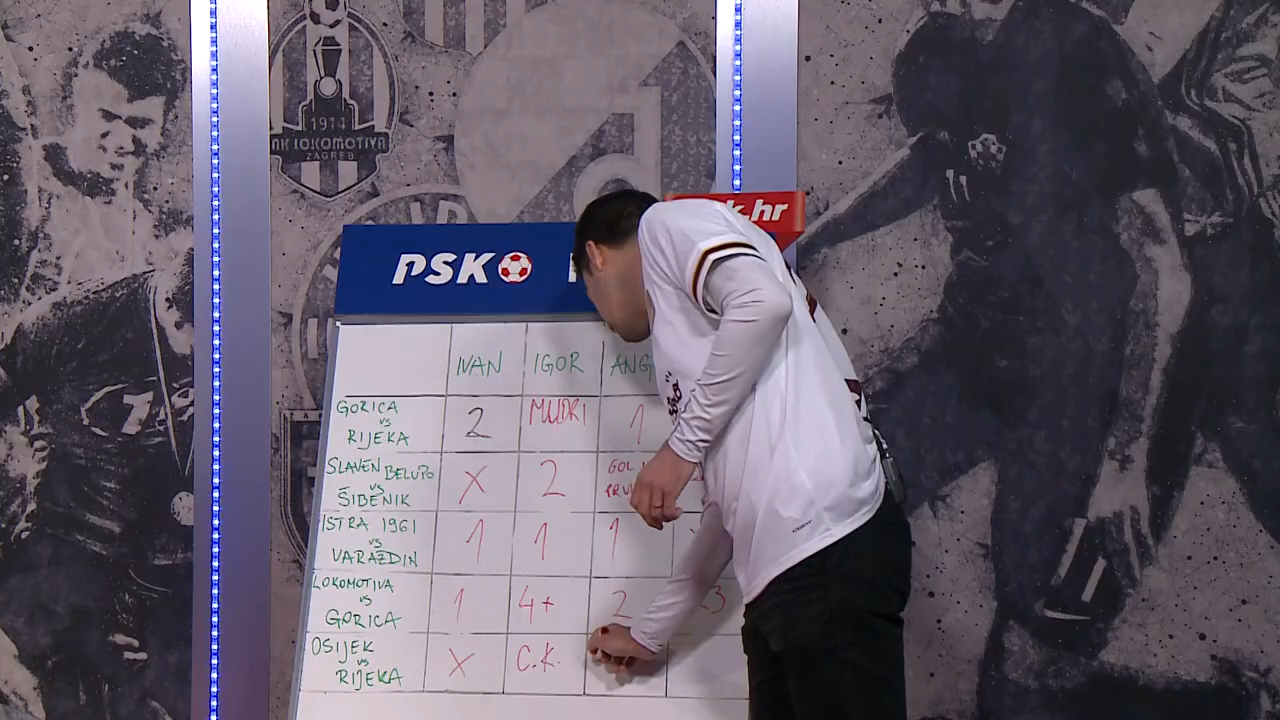 1914
NK LOKOMOTIVA
ZAGREB
PSK
k.hr
IVAN IGOR ANG
GORICA
vs
RIJEKA
2 MUDRI 1
SLAVEN BELUPO
vs
ŠIBENIK
X 2 GOL
ISTRA 1961
vs
VARAŽDIN
1 1 1
LOKOMOTIVA
vs
GORICA
1 4+ 2
OSIJEK
vs
RIJEKA
X C.K.